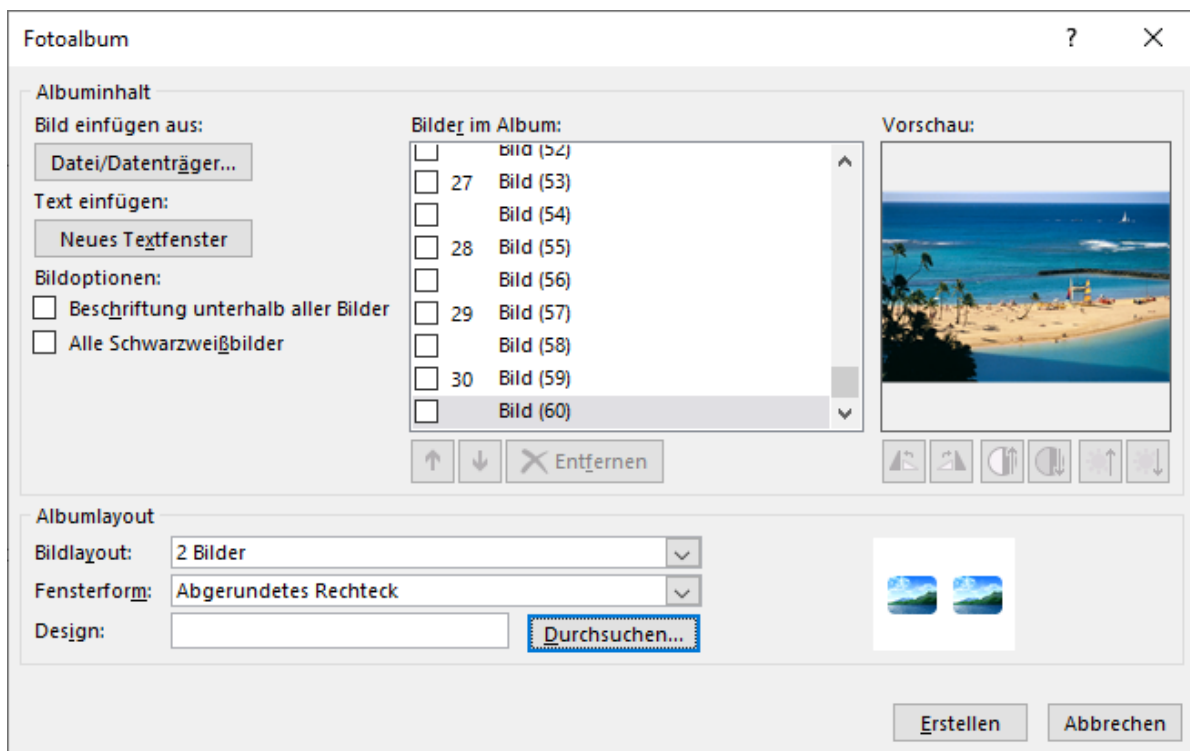 Fotoalbum
?
Albuminhalt
Bild einfügen aus:
Datei/Datenträger...
Text einfügen:
Neues Textfenster
Bildoptionen:
Beschriftung unterhalb aller Bilder
Alle Schwarzweißbilder
Bilder im Album:
Bild (52)
27 Bild (53)
Bild (54)
28 Bild (55)
Bild (56)
29 Bild (57)
Bild (58)
30 Bild (59)
Bild (60)
Entfernen
Vorschau:
Albumlayout
Bildlayout: 2 Bilder
Fensterform: Abgerundetes Rechteck
Design: Durchsuchen...
Erstellen Abbrechen